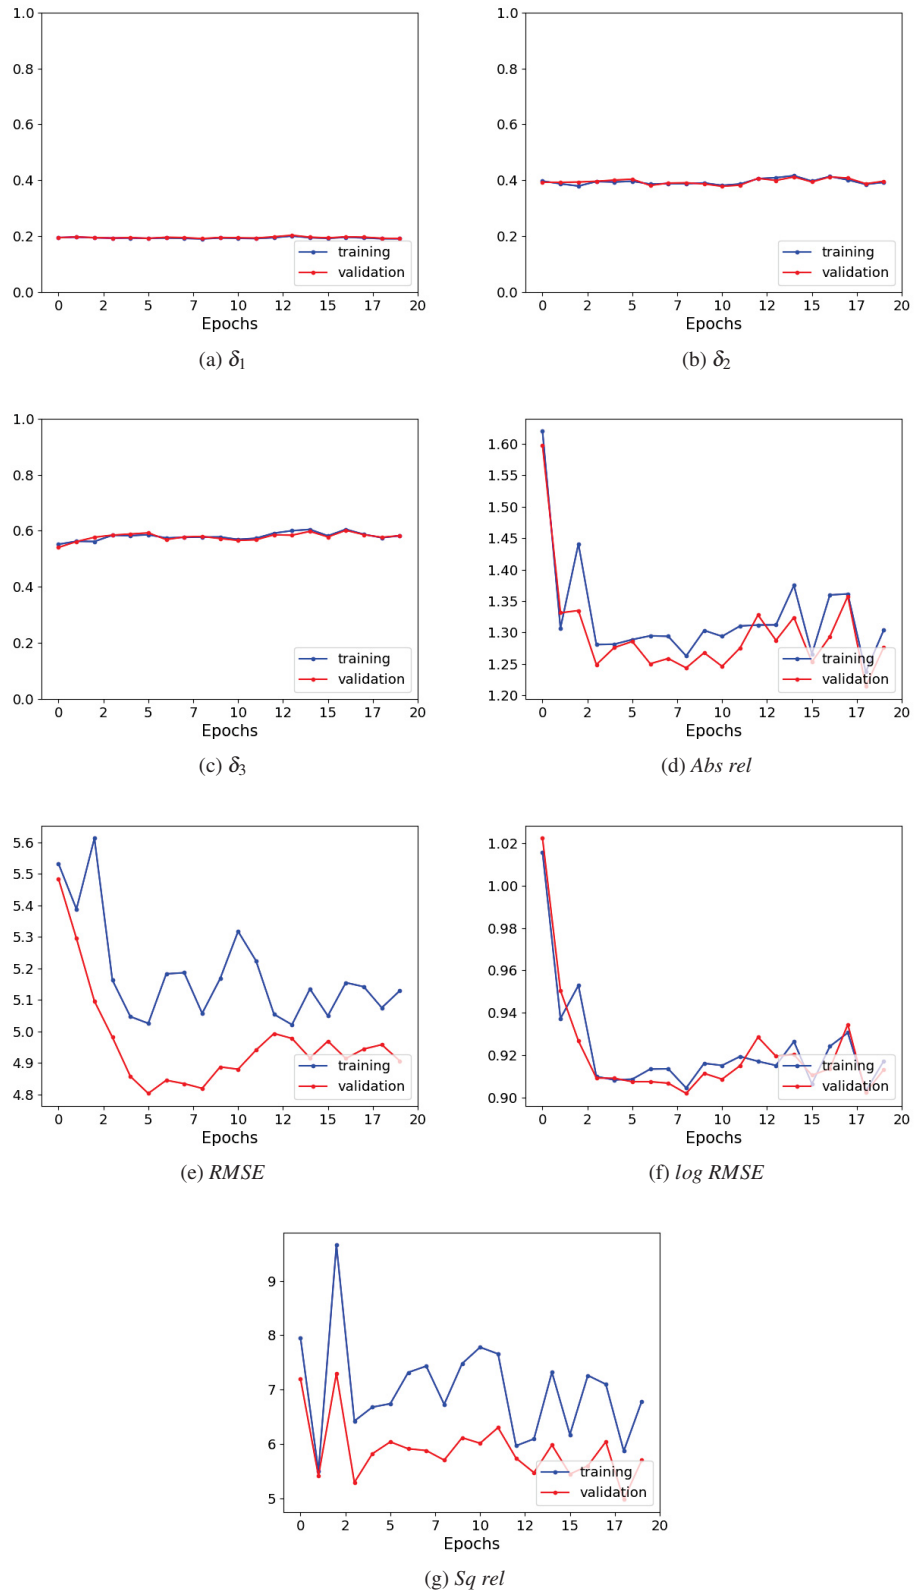 1.0
0.8
0.6
0.4
0.2
0.0
0 2 5 7 10 12 15 17 20
Epochs
training
validation
(a) δ1
1.0
0.8
0.6
0.4
0.2
0.0
0 2 5 7 10 12 15 17 20
Epochs
training
validation
(b) δ2
1.0
0.8
0.6
0.4
0.2
0.0
0 2 5 7 10 12 15 17 20
Epochs
training
validation
(c) δ3
1.60
1.55
1.50
1.45
1.40
1.35
1.30
1.25
1.20
0 2 5 7 10 12 15 17 20
Epochs
training
validation
(d) Abs rel
5.6
5.5
5.4
5.3
5.2
5.1
5.0
4.9
4.8
0 2 5 7 10 12 15 17 20
Epochs
training
validation
(e) RMSE
1.02
1.00
0.98
0.96
0.94
0.92
0.90
0 2 5 7 10 12 15 17 20
Epochs
training
validation
(f) log RMSE
9
8
7
6
5
0 2 5 7 10 12 15 17 20
Epochs
training
validation
(g) Sq rel